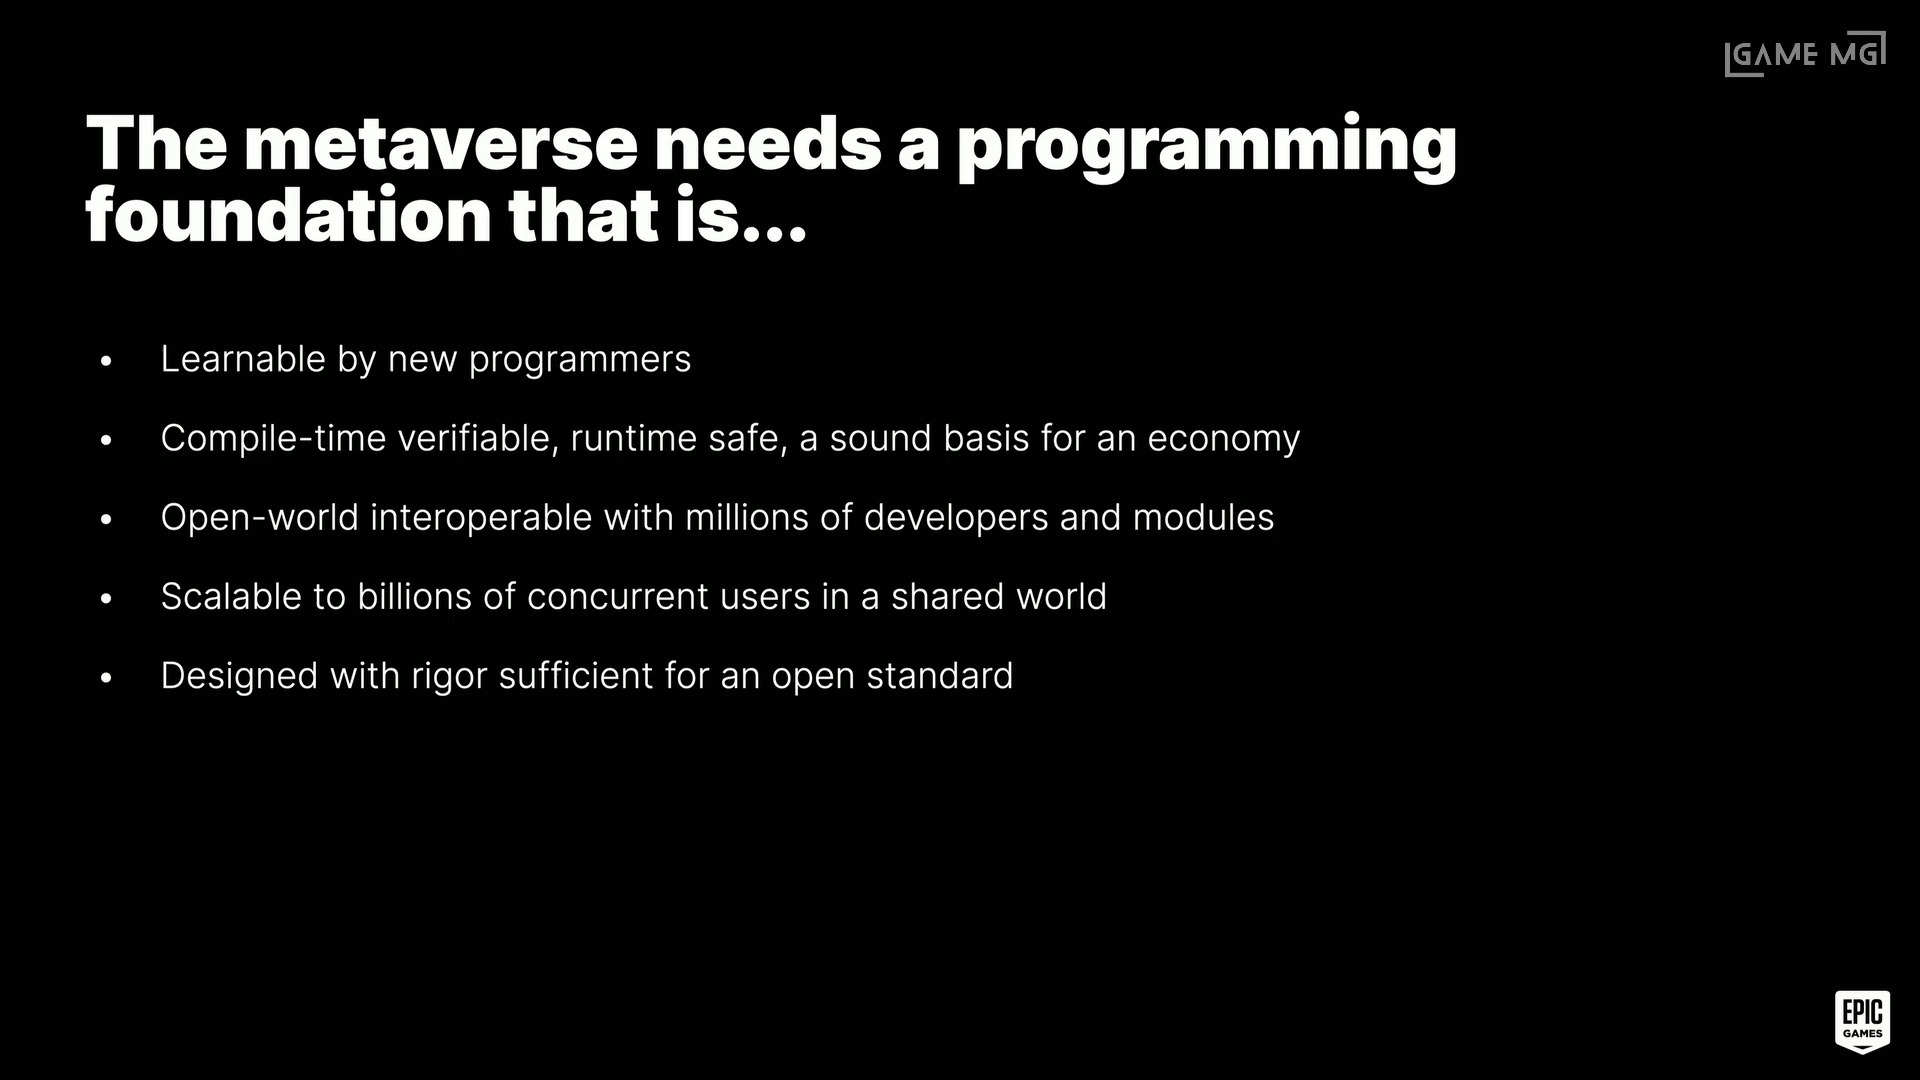 GAME MG
The metaverse needs a programming
foundation that is...
• Learnable by new programmers
• Compile-time verifiable, runtime safe, a sound basis for an economy
• Open-world interoperable with millions of developers and modules
• Scalable to billions of concurrent users in a shared world
• Designed with rigor sufficient for an open standard
EPIC
GAMES